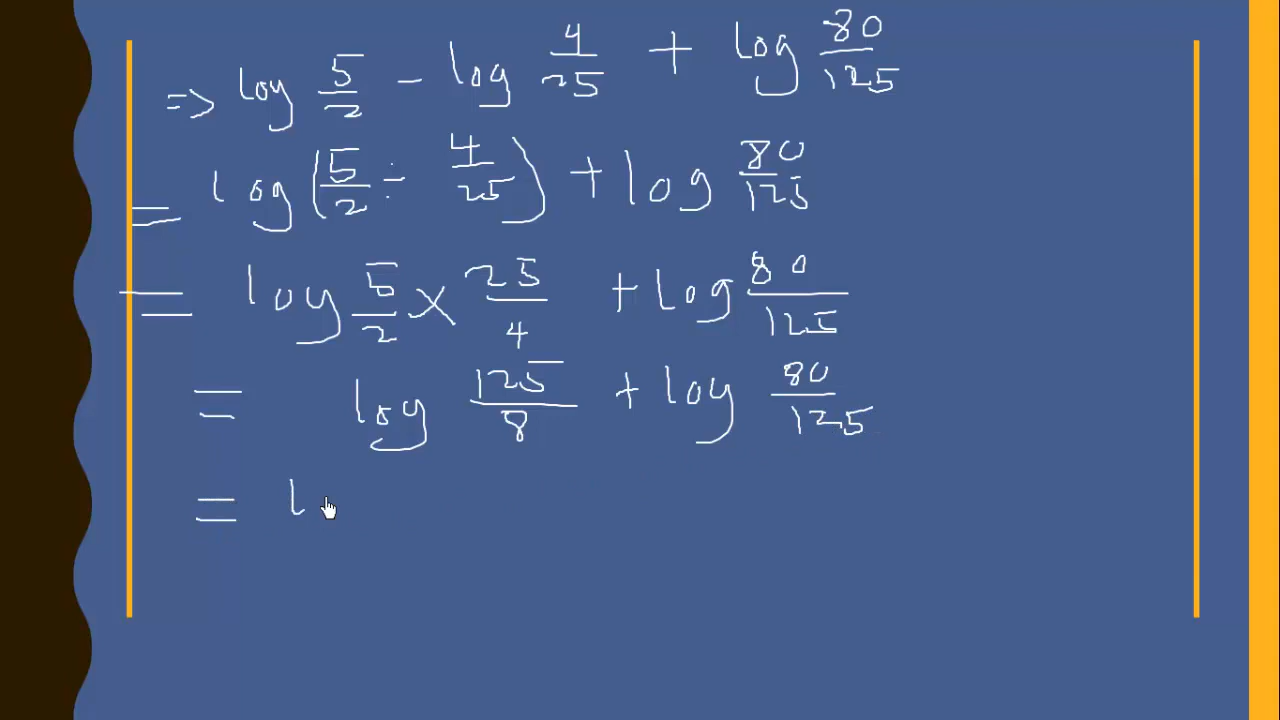 => log 5/2 - log 4/25 + log 80/125
= log(5/2 ÷ 4/25) + log 80/125
= log 5/2 × 25/4 + log 80/125
= log 125/8 + log 80/125
= l